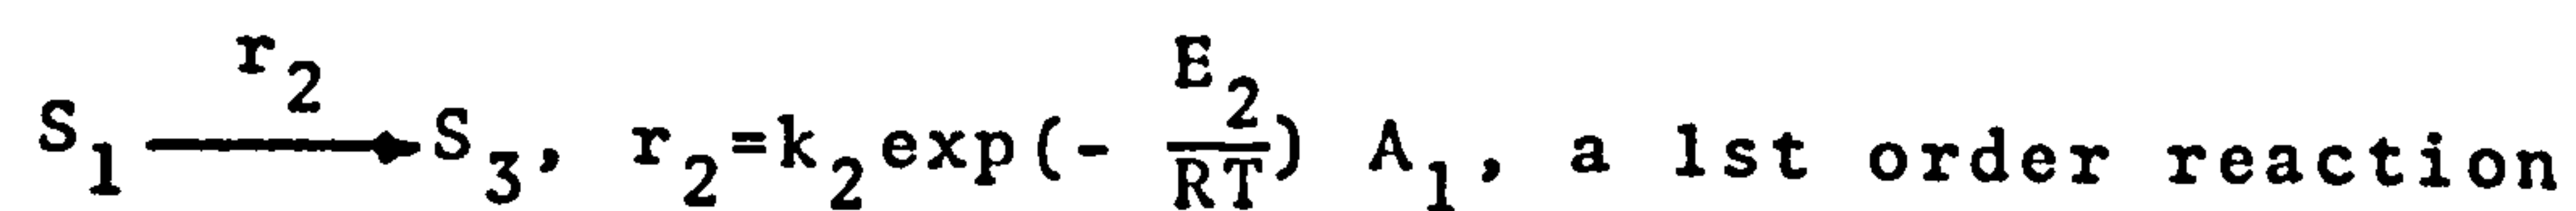 S₁ —r₂→ S₃, r₂=k₂exp(- E₂/RT) A₁, a 1st order reaction